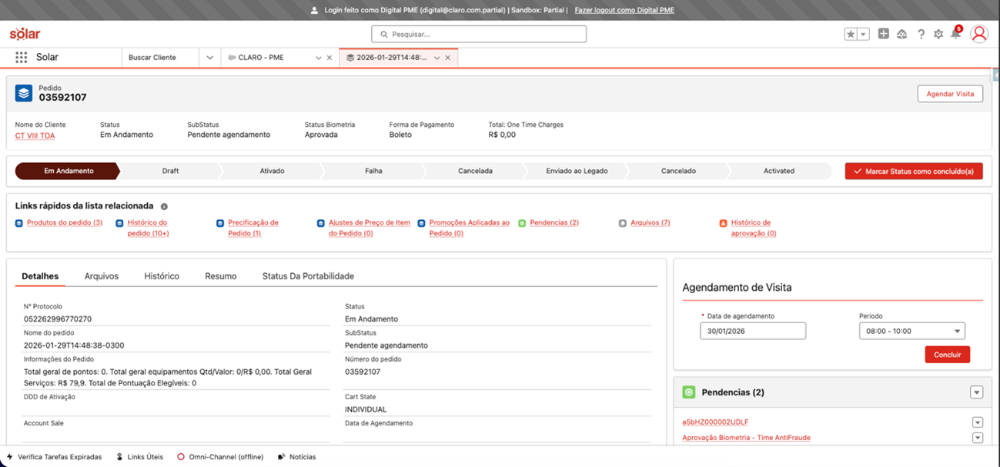 Login feito como Digital PME (digital@claro.com.partial) | Sandbox: Partial | Fazer logout como Digital PME
solar
Pesquisar...
5
Solar
Buscar Cliente
CLARO - PME
2026-01-29T14:48:...
Pedido
03592107
Agendar Visita
Nome do Cliente Status SubStatus Status Biometria Forma de Pagamento Total: One Time Charges
CT VIII TOA Em Andamento Pendente agendamento Aprovada Boleto R$ 0,00
Em Andamento Draft Ativado Falha Cancelada Enviado ao Legado Cancelado Activated Marcar Status como concluído(a)
Links rápidos da lista relacionada
Produtos do pedido (3)
Histórico do
pedido (10+)
Precificação de
Pedido (1)
Ajustes de Preço de Item
do Pedido (0)
Promoções Aplicadas ao
Pedido (0)
Pendencias (2)
Arquivos (7)
Histórico de
aprovação (0)
Detalhes Arquivos Histórico Resumo Status Da Portabilidade
N° Protocolo
052262996770270
Nome do pedido
2026-01-29T14:48:38-0300
Informações do Pedido
Total geral de pontos: 0. Total geral equipamentos Qtd/Valor: 0/R$ 0,00. Total Geral
Serviços: R$ 79,9. Total de Pontuação Elegíveis: 0
DDD de Ativação
Account Sale
Status
Em Andamento
SubStatus
Pendente agendamento
Número do pedido
03592107
Cart State
INDIVIDUAL
Data de Agendamento
Agendamento de Visita
* Data de agendamento
30/01/2026
Periodo
08:00 - 10:00
Concluir
Pendencias (2)
a5bHZ000002UDLF
Aprovação Biometria - Time AntiFraude
Verifica Tarefas Expiradas Links Úteis Omni-Channel (offline) Notícias